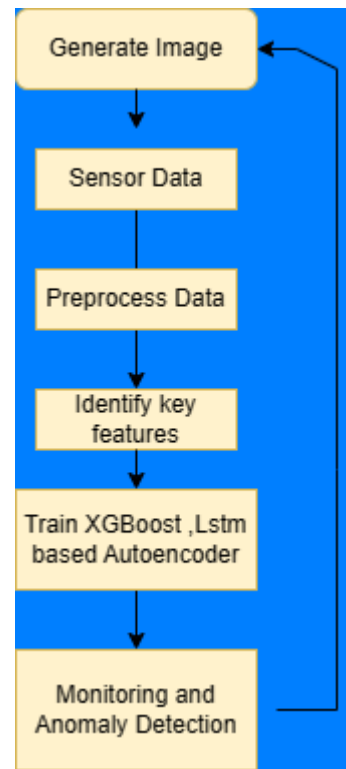 Generate Image
Sensor Data
Preprocess Data
Identify key
features
Train XGBoost ,Lstm
based Autoencoder
Monitoring and
Anomaly Detection